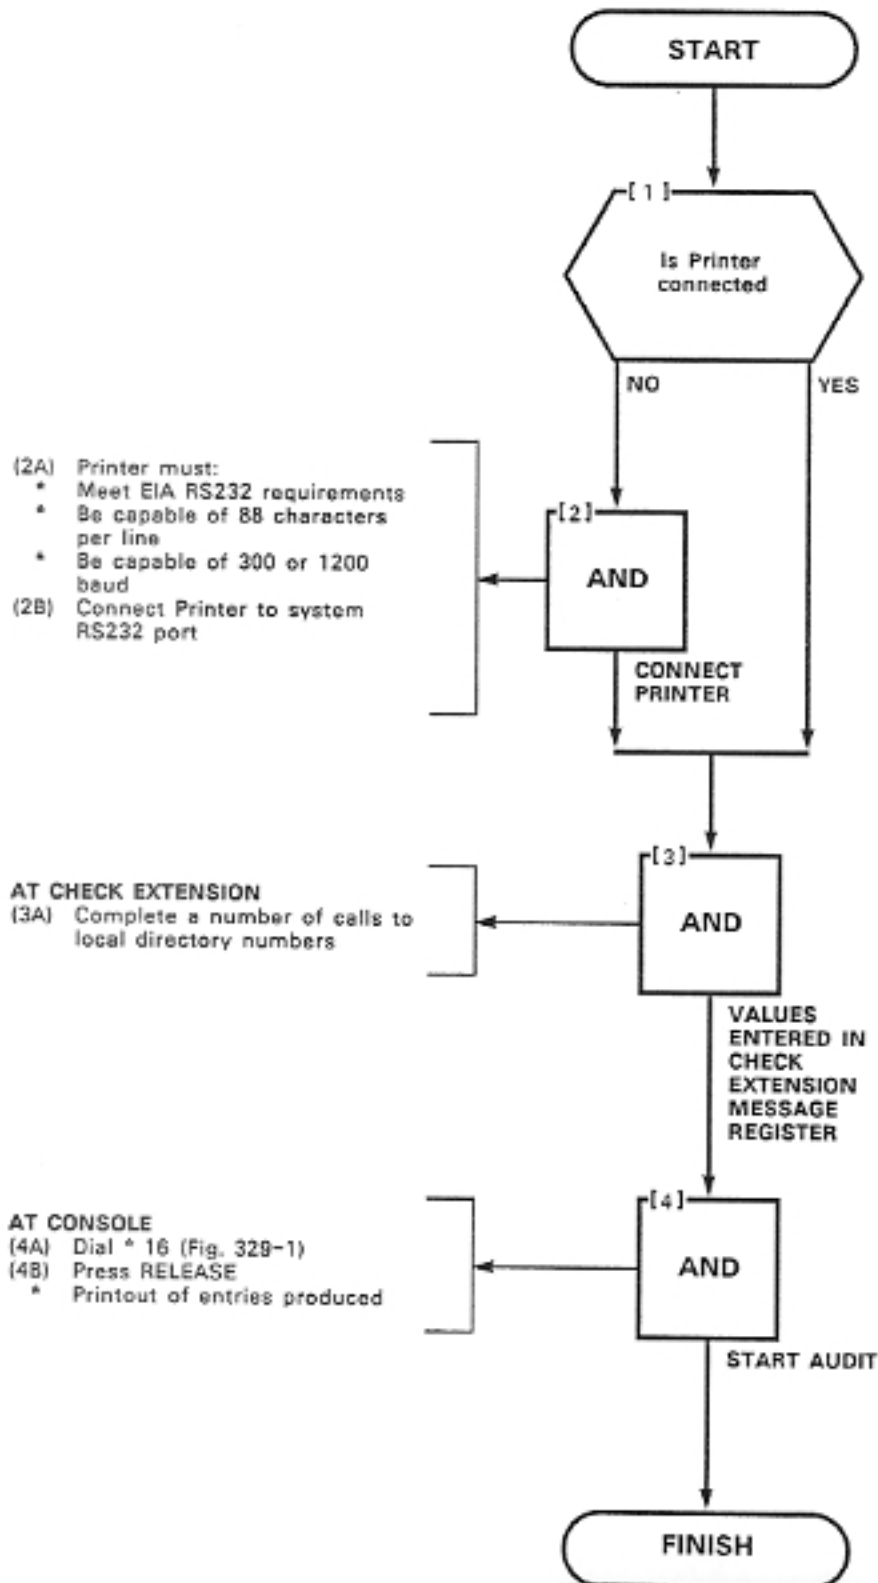 START
[1]
Is Printer
connected
NO
YES
(2A) Printer must:
* Meet EIA RS232 requirements
* Be capable of 88 characters
per line
* Be capable of 300 or 1200
baud
(2B) Connect Printer to system
RS232 port
[2]
AND
CONNECT
PRINTER
[3]
AND
AT CHECK EXTENSION
(3A) Complete a number of calls to
local directory numbers
VALUES
ENTERED IN
CHECK
EXTENSION
MESSAGE
REGISTER
[4]
AND
AT CONSOLE
(4A) Dial * 16 (Fig. 329-1)
(4B) Press RELEASE
* Printout of entries produced
START AUDIT
FINISH